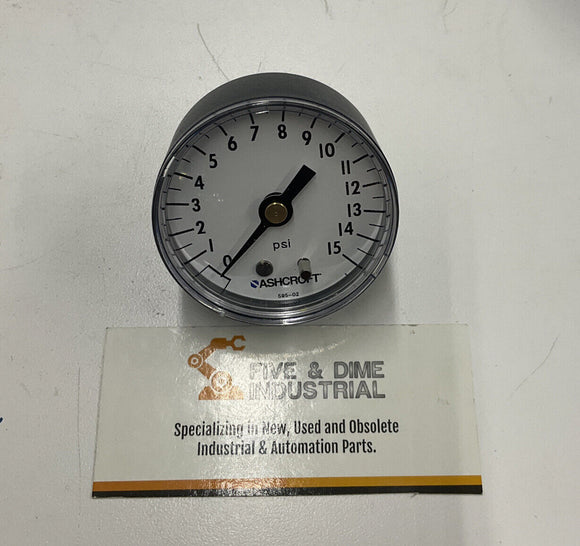 0
1
2
3
4
5
6
7
8
9
10
11
12
13
14
15
psi
ASHCROFT
595-02
FIVE & DIME
INDUSTRIAL
Specializing in New, Used and Obsolete
Industrial & Automation Parts.